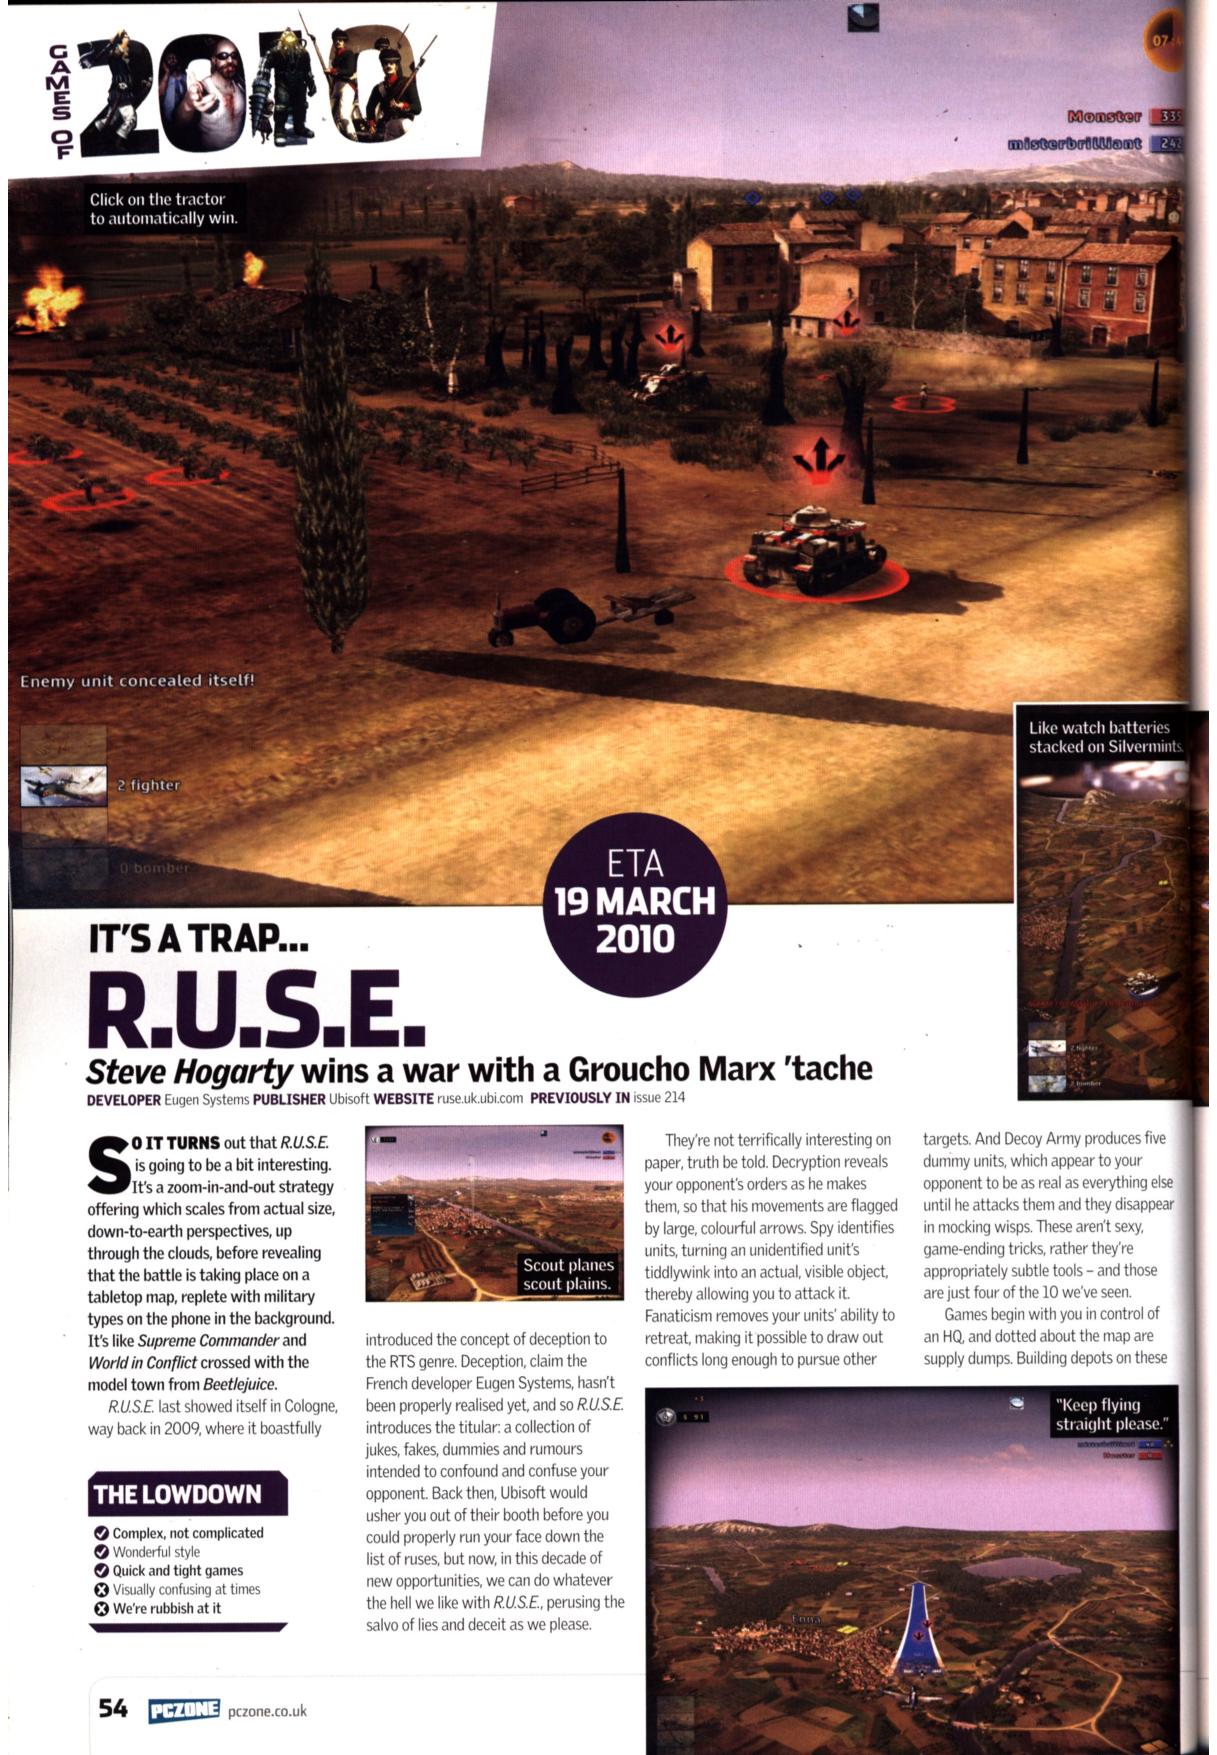 GAMES OF
2010
07:4
Monster 335
misterbrilliant 242
Click on the tractor
to automatically win.
Enemy unit concealed itself!
2 fighter
0 bomber
Like watch batteries
stacked on Silvermints.
2 fighter
2 bomber
ETA
19 MARCH
2010
IT'S A TRAP...
R.U.S.E.
Steve Hogarty wins a war with a Groucho Marx 'tache
DEVELOPER Eugen Systems PUBLISHER Ubisoft WEBSITE ruse.uk.ubi.com PREVIOUSLY IN issue 214
SO IT TURNS out that R.U.S.E.
is going to be a bit interesting.
It's a zoom-in-and-out strategy
offering which scales from actual size,
down-to-earth perspectives, up
through the clouds, before revealing
that the battle is taking place on a
tabletop map, replete with military
types on the phone in the background.
It's like Supreme Commander and
World in Conflict crossed with the
model town from Beetlejuice.
R.U.S.E. last showed itself in Cologne,
way back in 2009, where it boastfully
THE LOWDOWN
Complex, not complicated
Wonderful style
Quick and tight games
Visually confusing at times
We're rubbish at it
Scout planes
scout plains.
introduced the concept of deception to
the RTS genre. Deception, claim the
French developer Eugen Systems, hasn't
been properly realised yet, and so R.U.S.E.
introduces the titular: a collection of
jukes, fakes, dummies and rumours
intended to confound and confuse your
opponent. Back then, Ubisoft would
usher you out of their booth before you
could properly run your face down the
list of ruses, but now, in this decade of
new opportunities, we can do whatever
the hell we like with R.U.S.E., perusing the
salvo of lies and deceit as we please.
They're not terrifically interesting on
paper, truth be told. Decryption reveals
your opponent's orders as he makes
them, so that his movements are flagged
by large, colourful arrows. Spy identifies
units, turning an unidentified unit's
tiddlywink into an actual, visible object,
thereby allowing you to attack it.
Fanaticism removes your units' ability to
retreat, making it possible to draw out
conflicts long enough to pursue other
targets. And Decoy Army produces five
dummy units, which appear to your
opponent to be as real as everything else
until he attacks them and they disappear
in mocking wisps. These aren't sexy,
game-ending tricks, rather they're
appropriately subtle tools – and those
are just four of the 10 we've seen.
Games begin with you in control of
an HQ, and dotted about the map are
supply dumps. Building depots on these
+3
$ 91
"Keep flying
straight please."
misterbrilliant
Monster
Enna
54 PCZONE pczone.co.uk